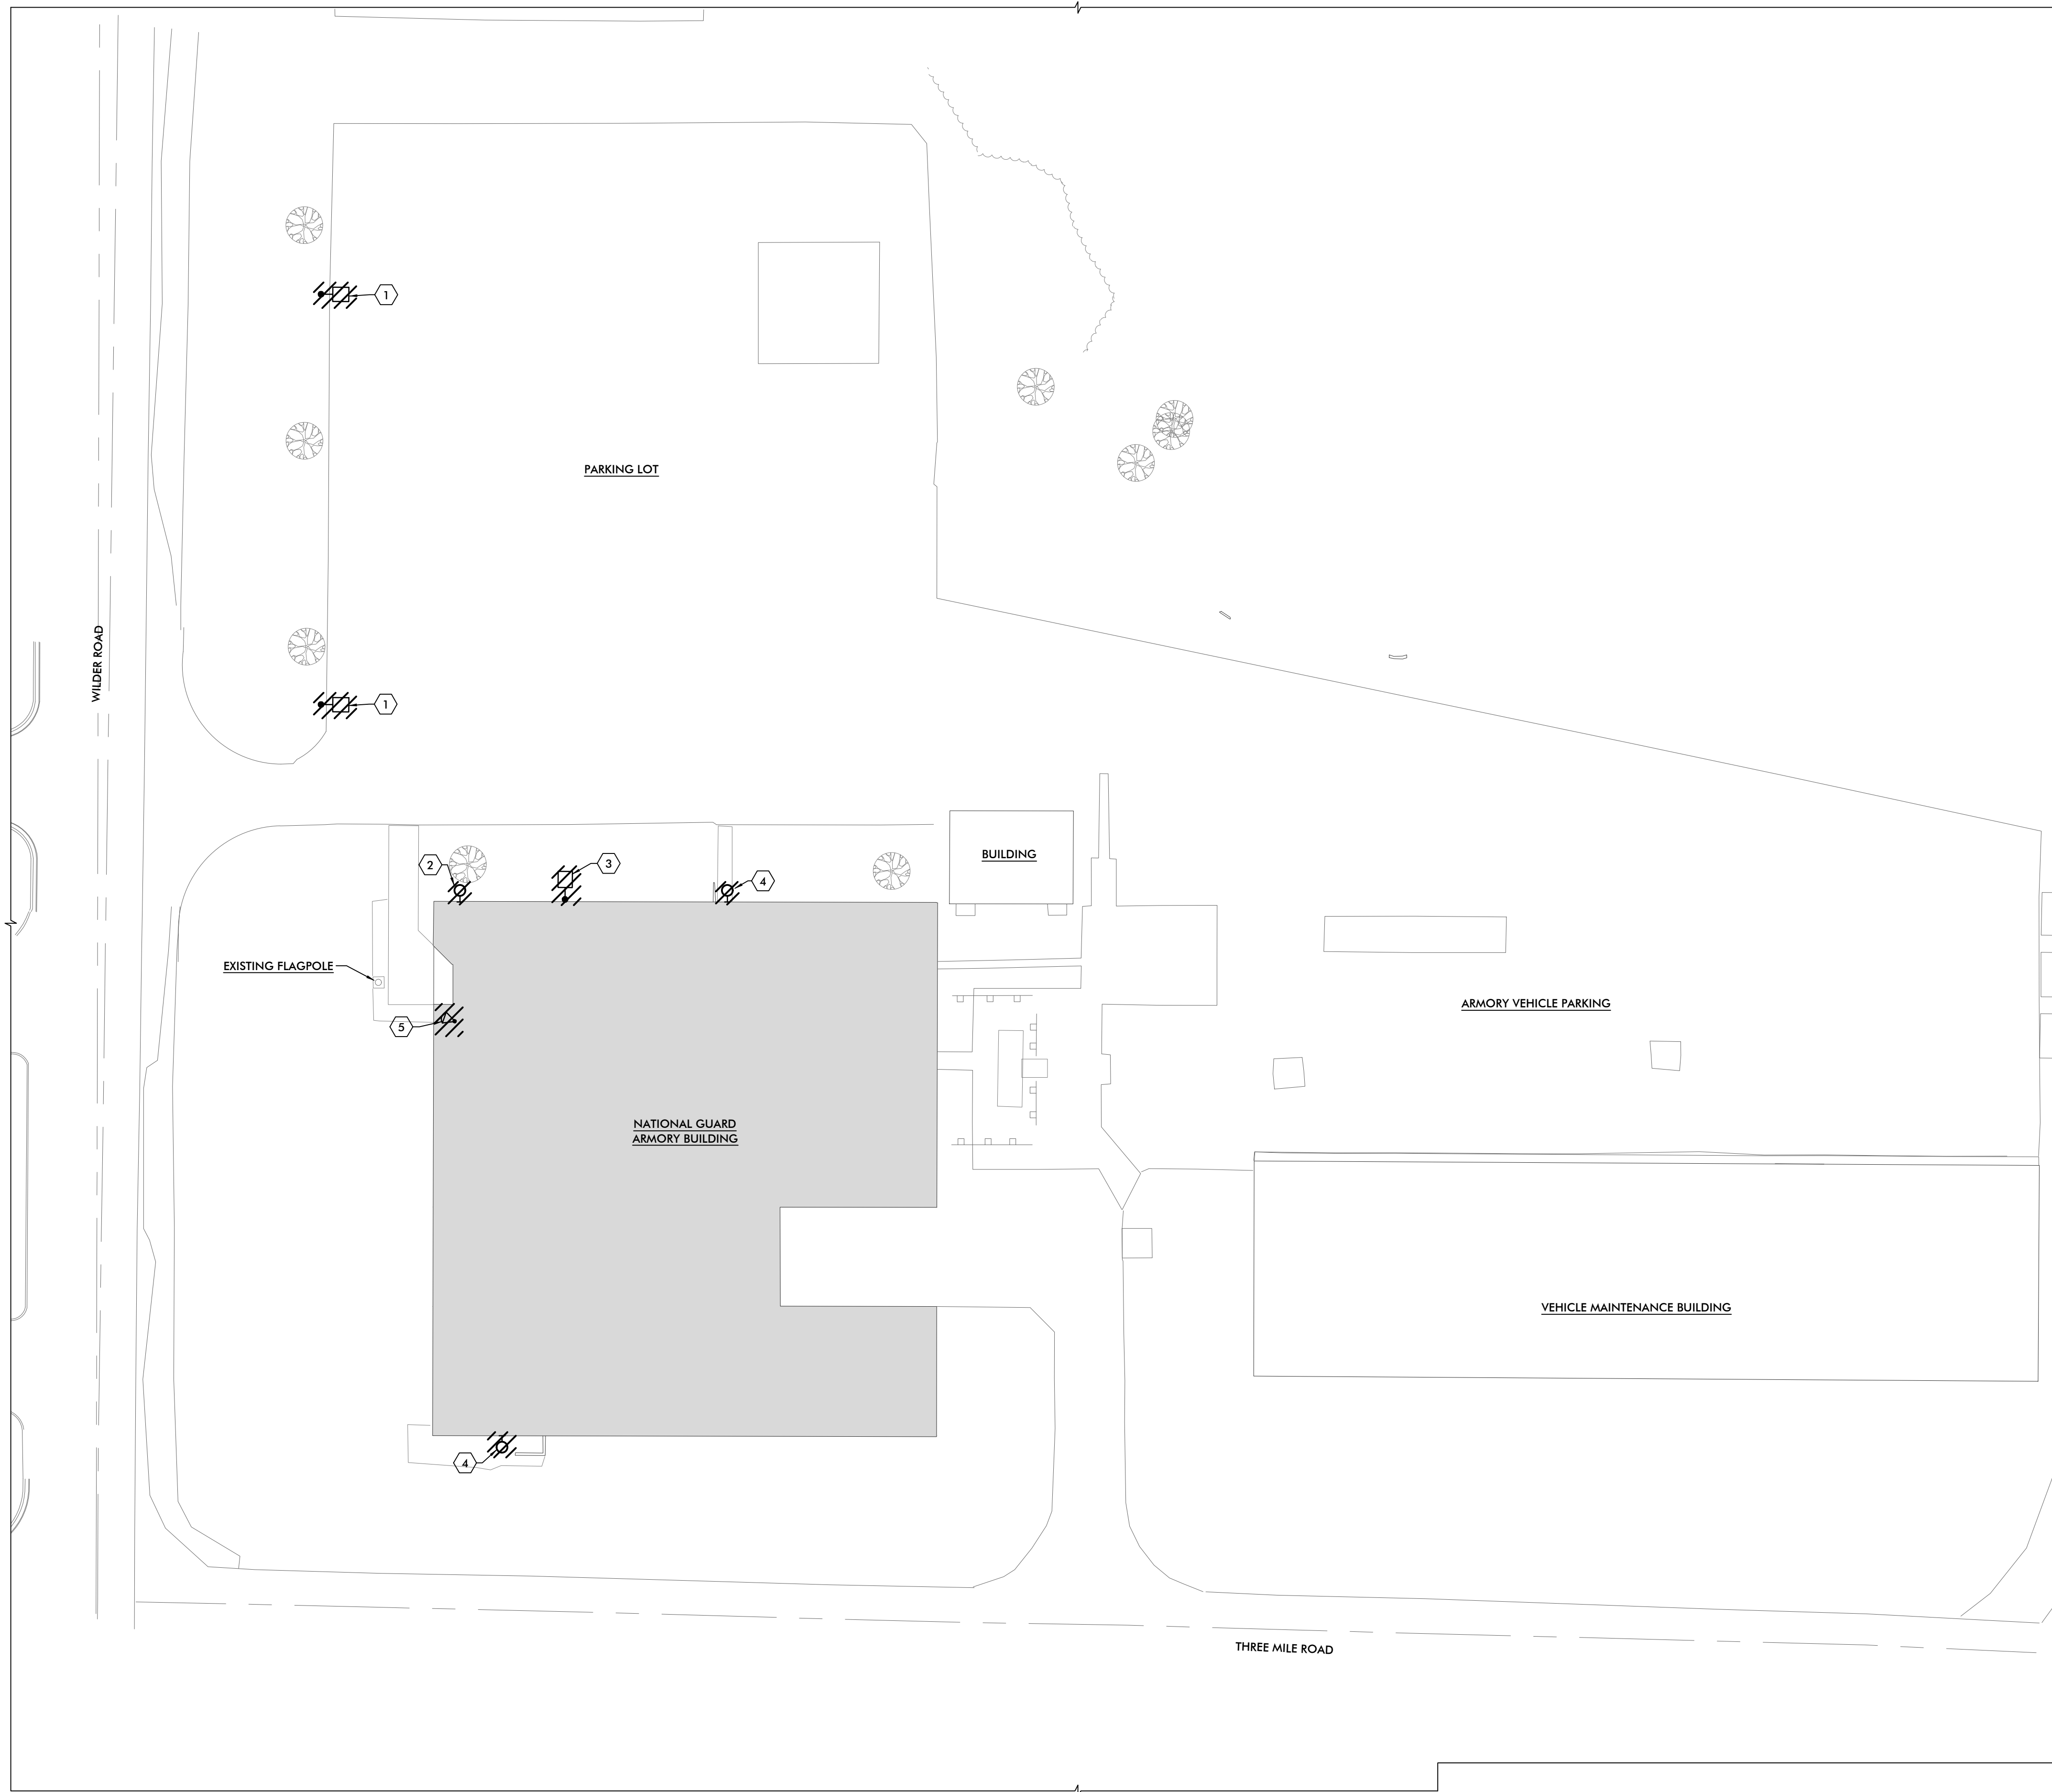 1
PARKING LOT
WILDER ROAD
1
BUILDING
2
3
4
EXISTING FLAGPOLE
5
ARMORY VEHICLE PARKING
NATIONAL GUARD
ARMORY BUILDING
VEHICLE MAINTENANCE BUILDING
4
THREE MILE ROAD